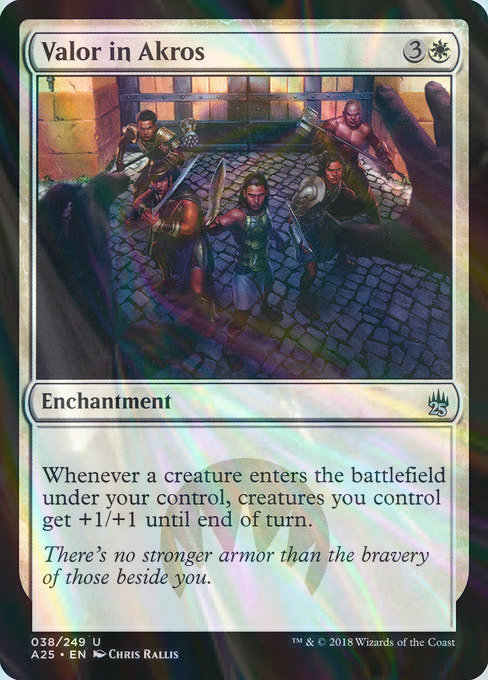 Valor in Akros 3
Enchantment
25
Whenever a creature enters the battlefield
under your control, creatures you control
get +1/+1 until end of turn.
There's no stronger armor than the bravery
of those beside you.
038/249 U
A25 • EN Chris Rallis
™ & © 2018 Wizards of the Coast